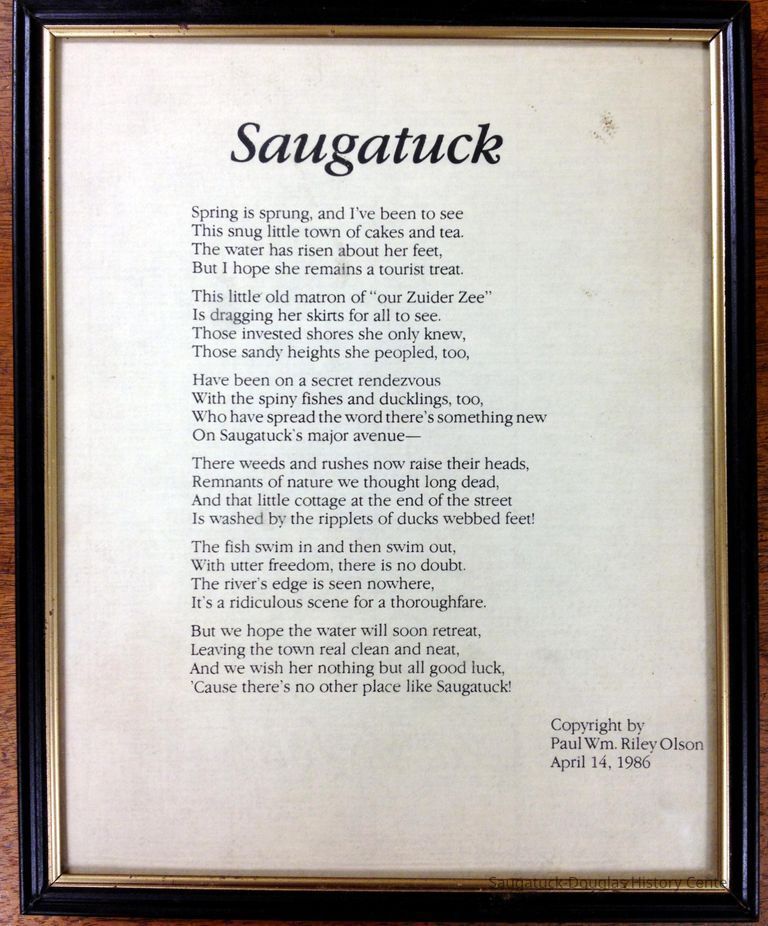 Saugatuck
Spring is sprung, and I've been to see
This snug little town of cakes and tea.
The water has risen about her feet,
But I hope she remains a tourist treat.
This little old matron of “our Zuider Zee”
Is dragging her skirts for all to see.
Those invested shores she only knew,
Those sandy heights she peopled, too,
Have been on a secret rendezvous
With the spiny fishes and ducklings, too,
Who have spread the word there's something new
On Saugatuck's major avenue—
There weeds and rushes now raise their heads,
Remnants of nature we thought long dead,
And that little cottage at the end of the street
Is washed by the ripplets of ducks webbed feet!
The fish swim in and then swim out,
With utter freedom, there is no doubt.
The river's edge is seen nowhere,
It's a ridiculous scene for a thoroughfare.
But we hope the water will soon retreat,
Leaving the town real clean and neat,
And we wish her nothing but all good luck,
'Cause there's no other place like Saugatuck!
Copyright by
Paul Wm. Riley Olson
April 14, 1986
Saugatuck-Douglas History Cente